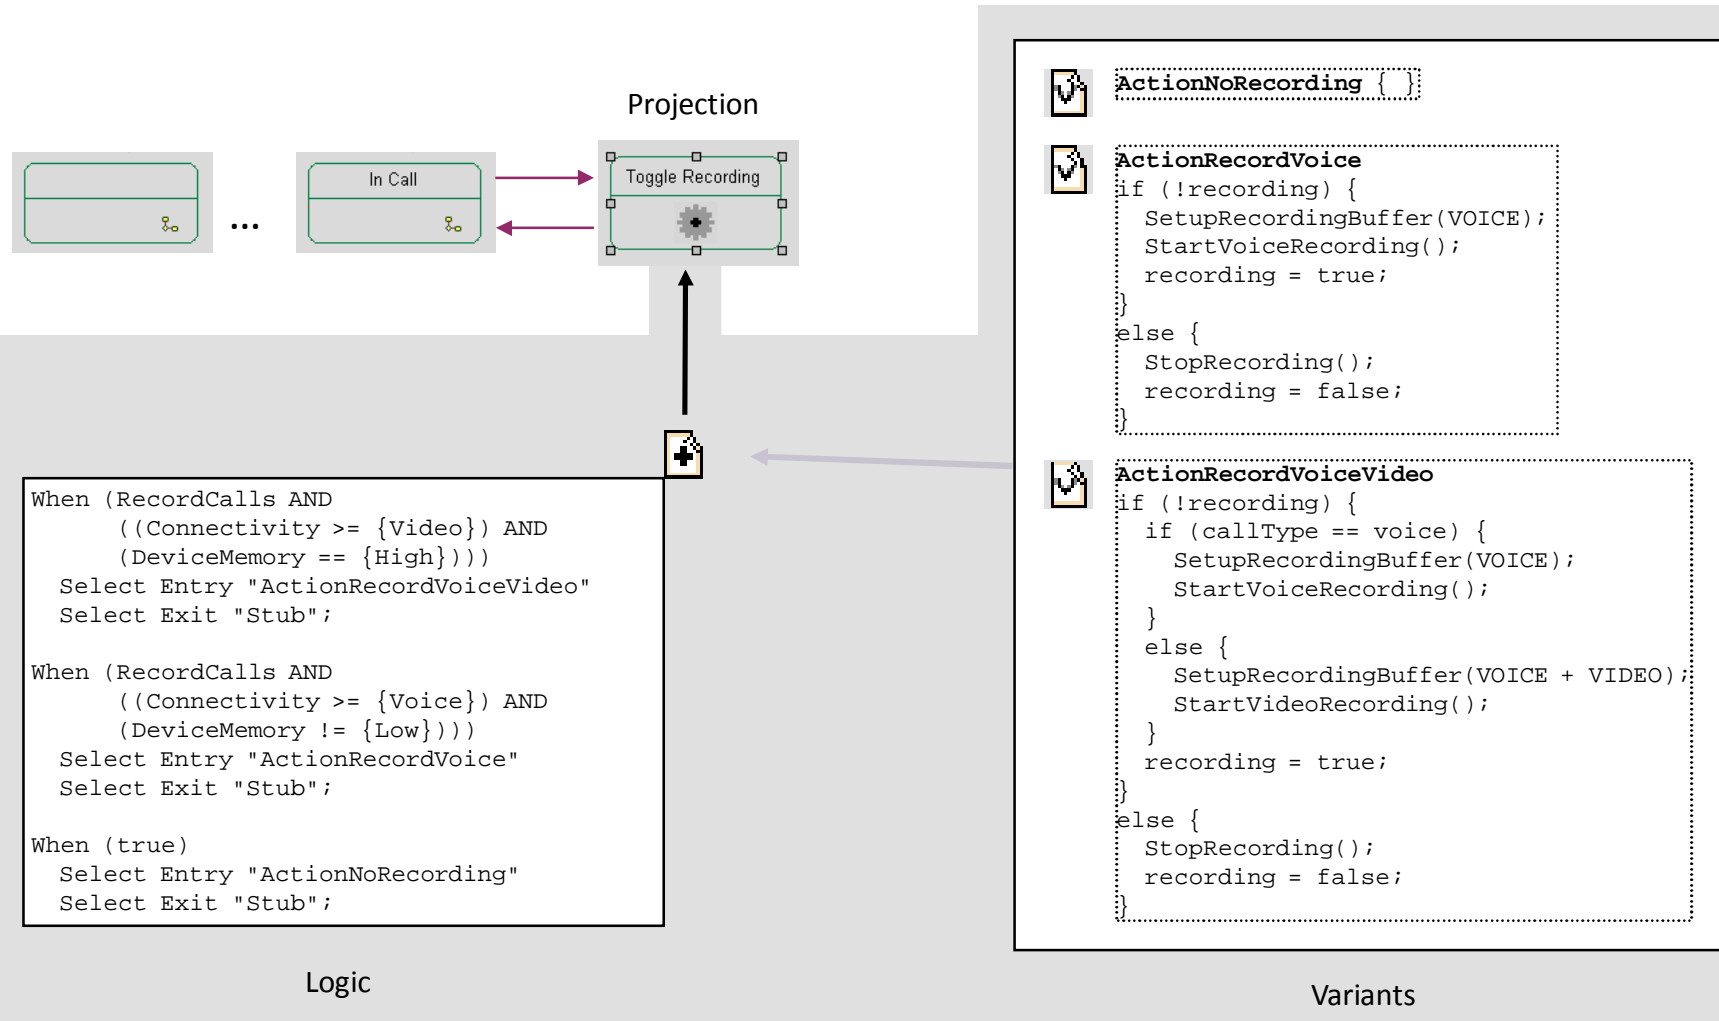 Projection
...
In Call
Toggle Recording
When (RecordCalls AND
((Connectivity >= {Video}) AND
(DeviceMemory == {High})))
Select Entry "ActionRecordVoiceVideo"
Select Exit "Stub";
When (RecordCalls AND
((Connectivity >= {Voice}) AND
(DeviceMemory != {Low})))
Select Entry "ActionRecordVoice"
Select Exit "Stub";
When (true)
Select Entry "ActionNoRecording"
Select Exit "Stub";
Logic
ActionNoRecording { }
ActionRecordVoice
if (!recording) {
SetupRecordingBuffer(VOICE);
StartVoiceRecording();
recording = true;
}
else {
StopRecording();
recording = false;
}
ActionRecordVoiceVideo
if (!recording) {
if (callType == voice) {
SetupRecordingBuffer(VOICE);
StartVoiceRecording();
}
else {
SetupRecordingBuffer(VOICE + VIDEO);
StartVideoRecording();
}
recording = true;
}
else {
StopRecording();
recording = false;
}
Variants